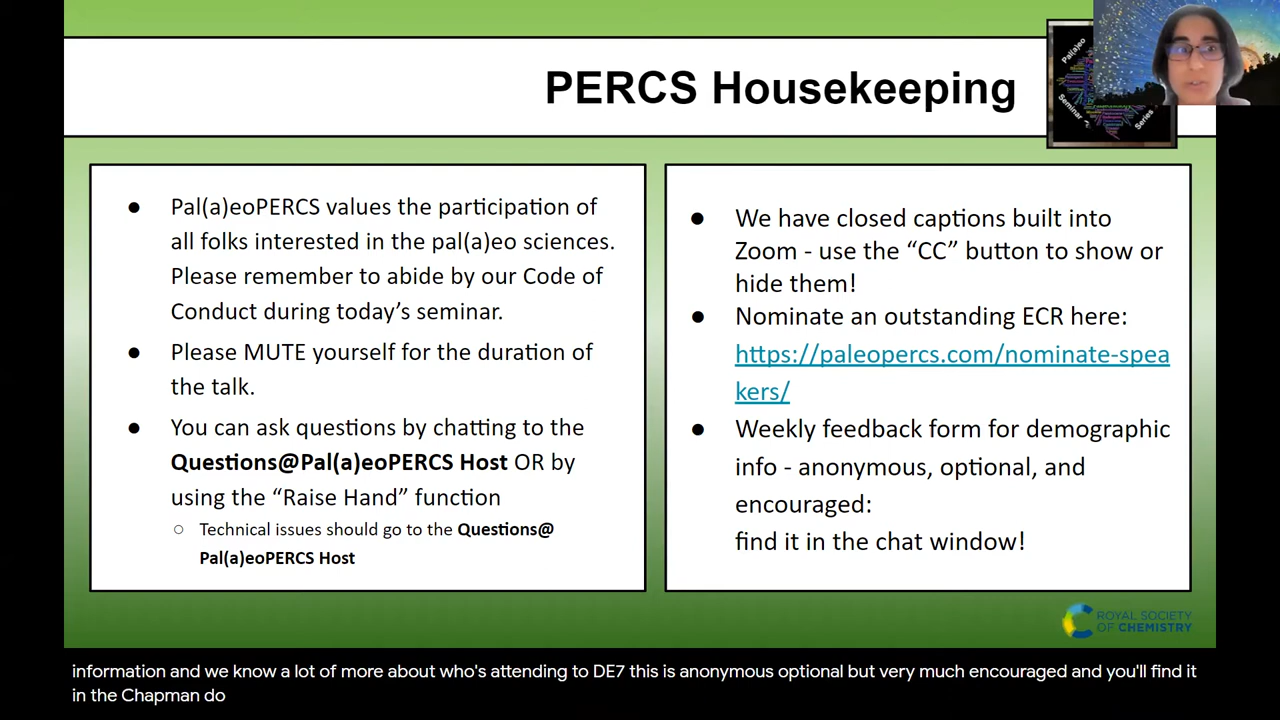 PERCS Housekeeping
Pal(a)eo
Seminar
Series
● Pal(a)eoPERCS values the participation of
all folks interested in the pal(a)eo sciences.
Please remember to abide by our Code of
Conduct during today’s seminar.
● Please MUTE yourself for the duration of
the talk.
● You can ask questions by chatting to the
Questions@Pal(a)eoPERCS Host OR by
using the “Raise Hand” function
○ Technical issues should go to the Questions@
Pal(a)eoPERCS Host
● We have closed captions built into
Zoom - use the “CC” button to show or
hide them!
● Nominate an outstanding ECR here:
https://paleopercs.com/nominate-spea
kers/
● Weekly feedback form for demographic
info - anonymous, optional, and
encouraged:
find it in the chat window!
ROYAL SOCIETY
OF CHEMISTRY
information and we know a lot of more about who's attending to DE7 this is anonymous optional but very much encouraged and you'll find it
in the Chapman do